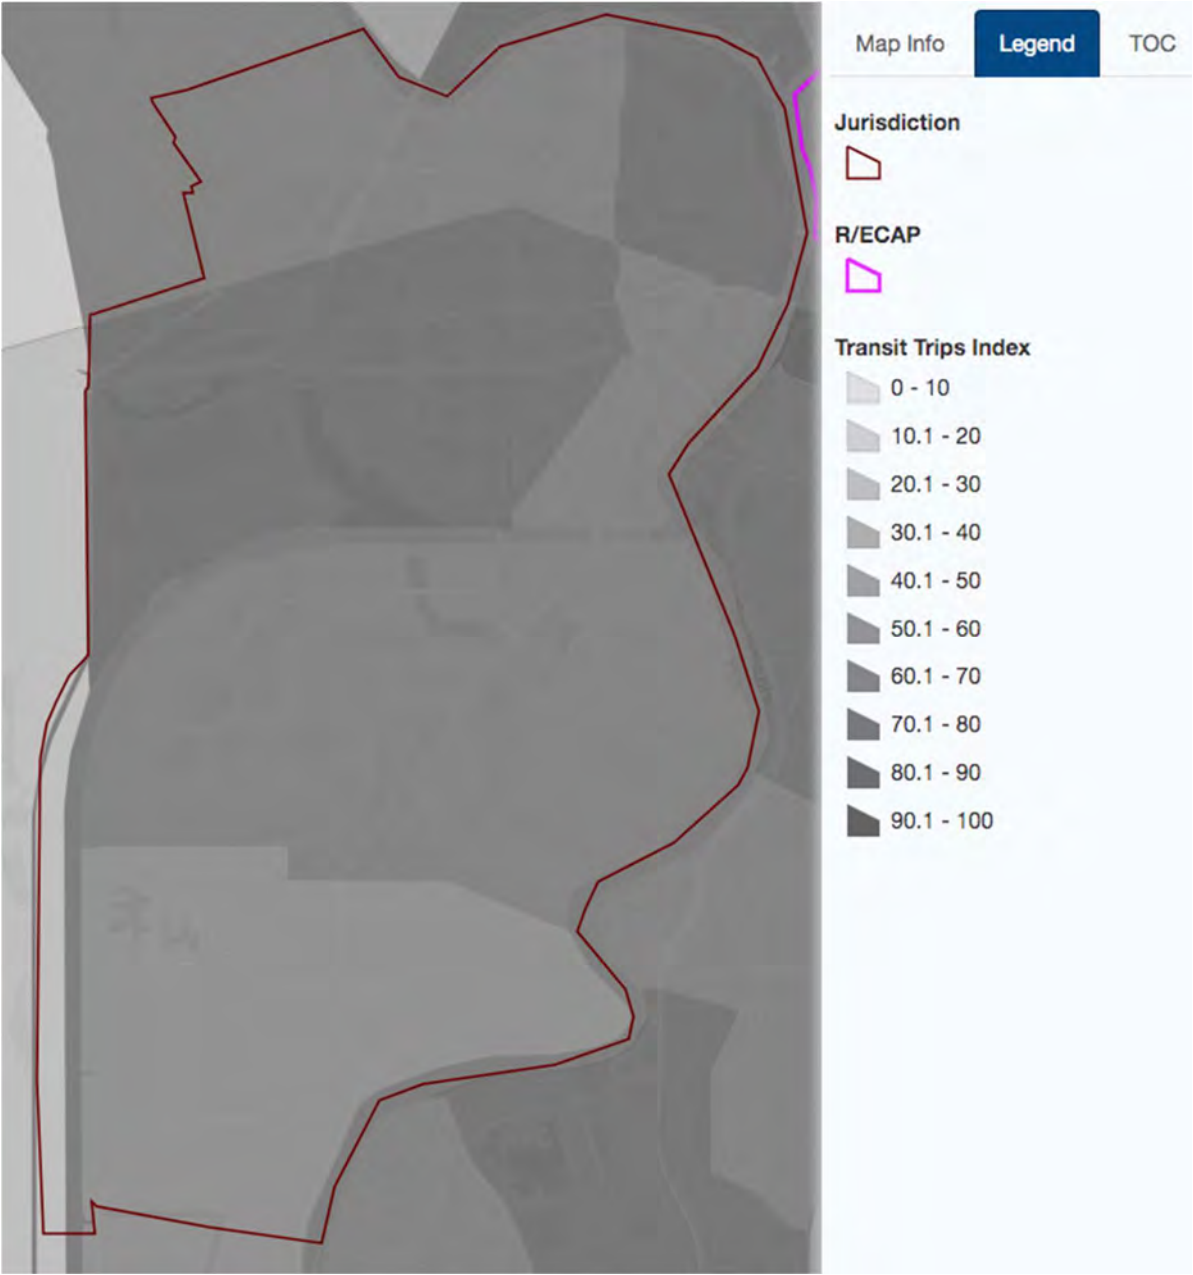 Map Info
Legend
TOC
Jurisdiction
R/ECAP
Transit Trips Index
0 - 10
10.1 - 20
20.1 - 30
30.1 - 40
40.1 - 50
50.1 - 60
60.1 - 70
70.1 - 80
80.1 - 90
90.1 - 100